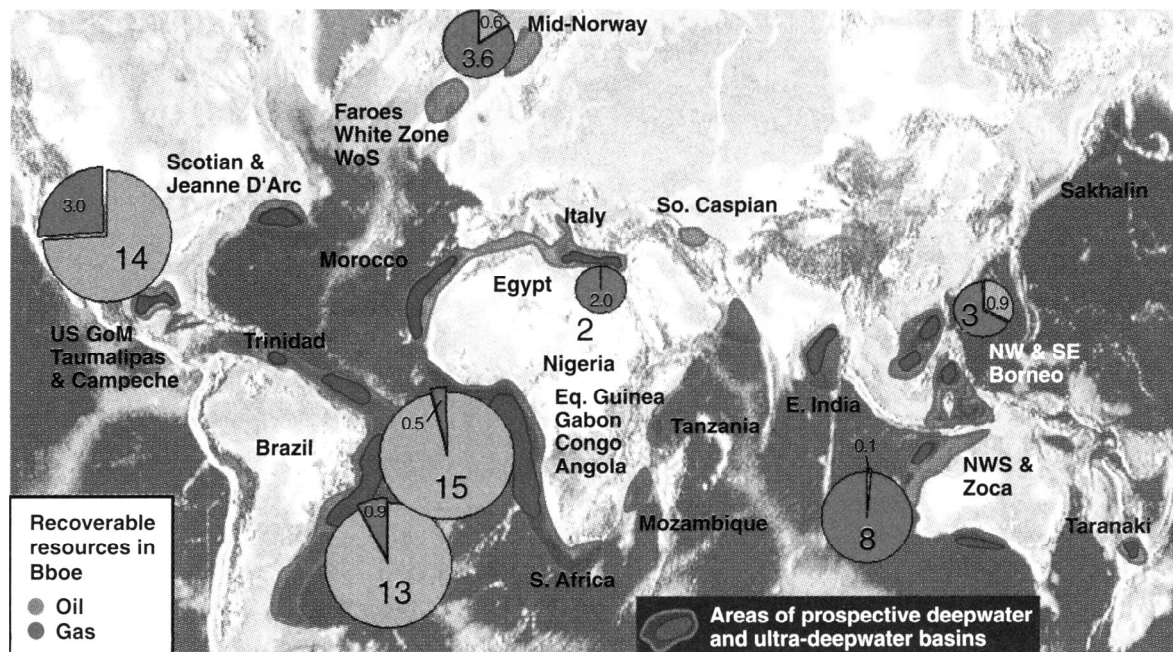 0.6
Mid-Norway
3.6
Faroes
White Zone
WoS
Scotian &
Jeanne D'Arc
Sakhalin
3.0
14
Italy
So. Caspian
Morocco
Egypt
2.0
2
0.9
3
US GoM
Taumalipas
& Campeche
Trinidad
NW & SE
Borneo
Nigeria
Eq. Guinea
Gabon
Congo
Angola
Tanzania
E. India
0.5
15
Brazil
0.1
8
NWS &
Zoca
0.9
13
Mozambique
Taranaki
S. Africa
Recoverable
resources in
Bboe
Oil
Gas
Areas of prospective deepwater
and ultra-deepwater basins